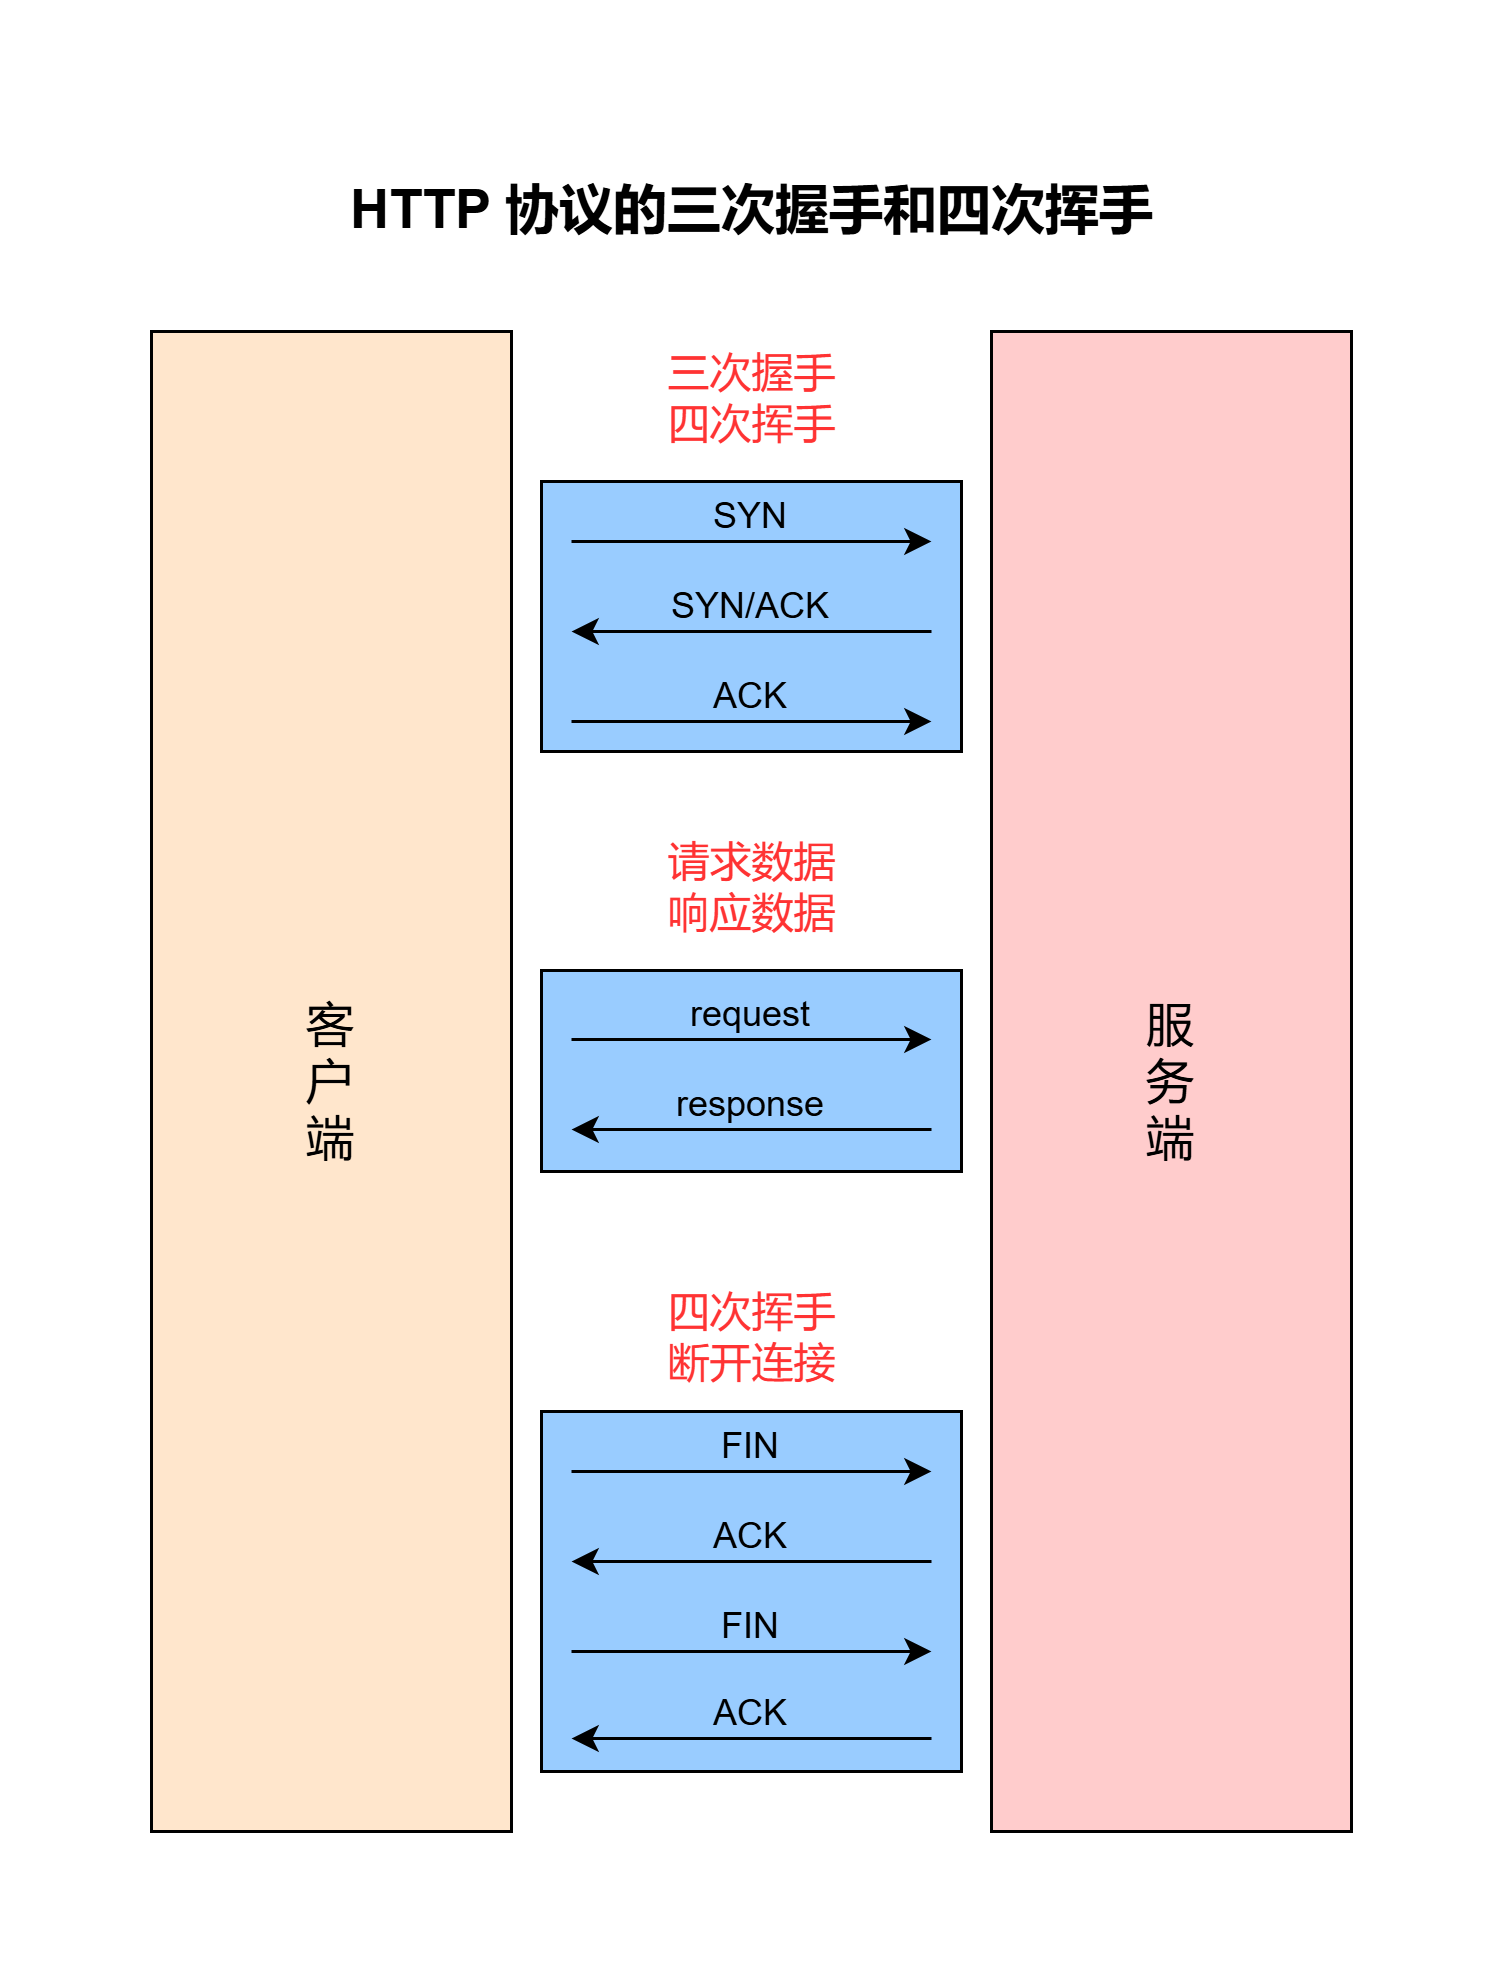 HTTP 协议的三次握手和四次挥手
三次握手
四次挥手
SYN
SYN/ACK
ACK
请求数据
响应数据
request
response
客
户
端
服
务
端
四次挥手
断开连接
FIN
ACK
FIN
ACK